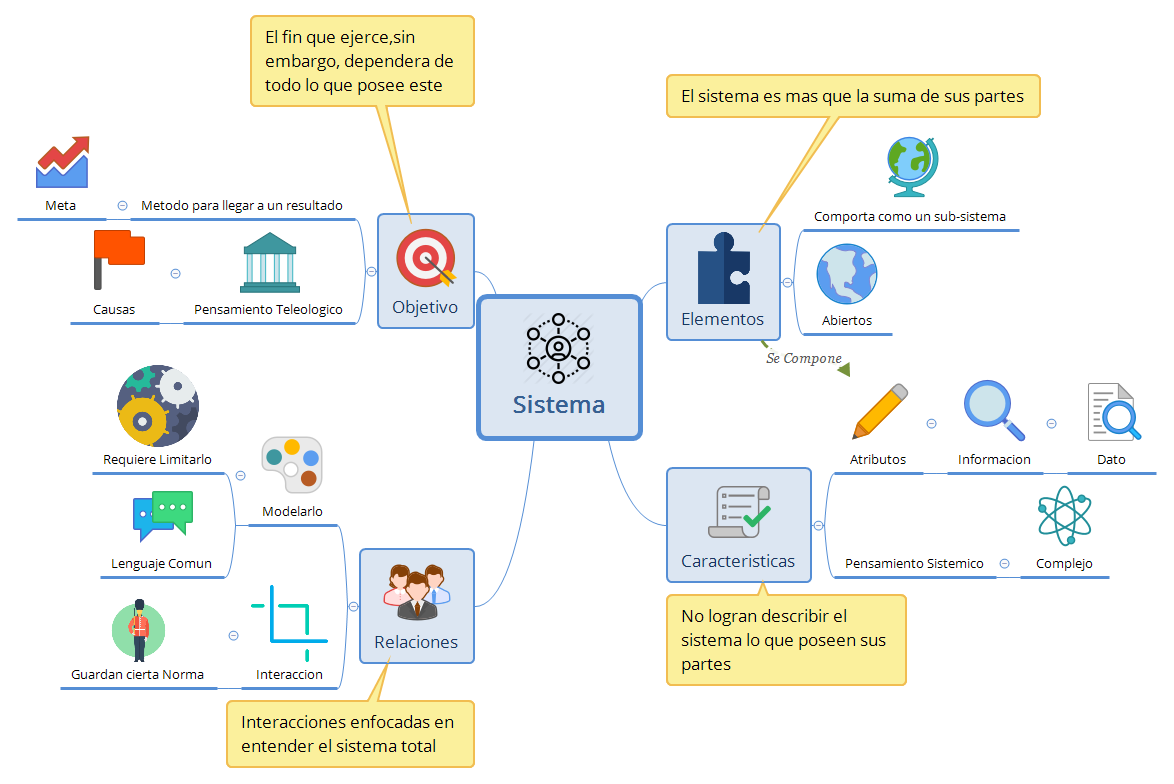 El fin que ejerce,sin
embargo, dependera de
todo lo que posee este
El sistema es mas que la suma de sus partes
Meta
Metodo para llegar a un resultado
Causas
Pensamiento Teleologico
Objetivo
Sistema
Elementos
Comporta como un sub-sistema
Abiertos
Se Compone
Requiere Limitarlo
Lenguaje Comun
Modelarlo
Guardan cierta Norma
Interaccion
Relaciones
Interacciones enfocadas en
entender el sistema total
Caracteristicas
Atributos
Informacion
Dato
Pensamiento Sistemico
Complejo
No logran describir el
sistema lo que poseen sus
partes